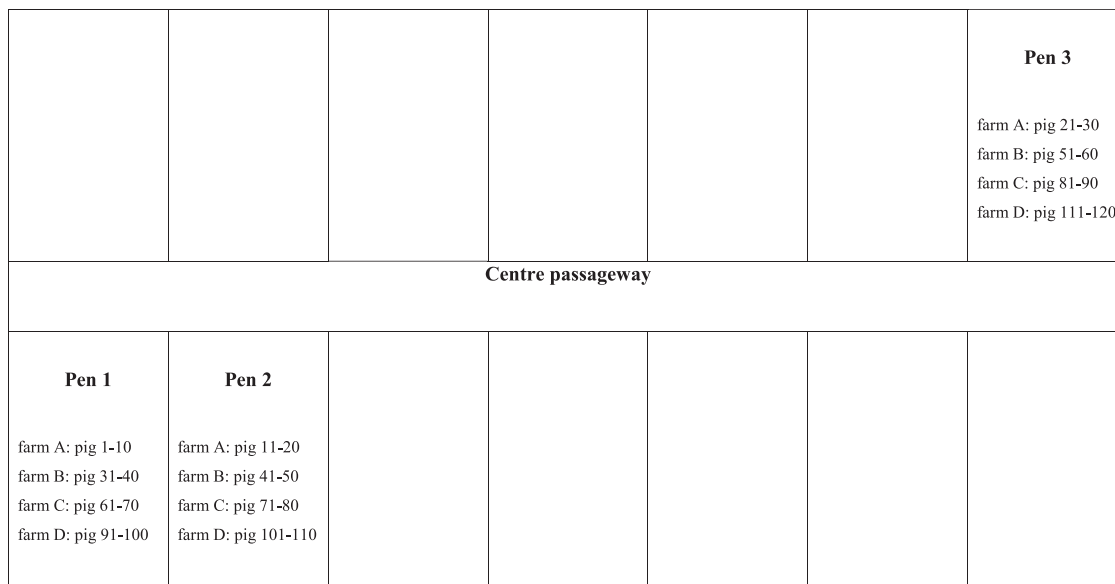 Pen 3
farm A: pig 21-30
farm B: pig 51-60
farm C: pig 81-90
farm D: pig 111-120
Centre passageway
Pen 1
farm A: pig 1-10
farm B: pig 31-40
farm C: pig 61-70
farm D: pig 91-100
Pen 2
farm A: pig 11-20
farm B: pig 41-50
farm C: pig 71-80
farm D: pig 101-110